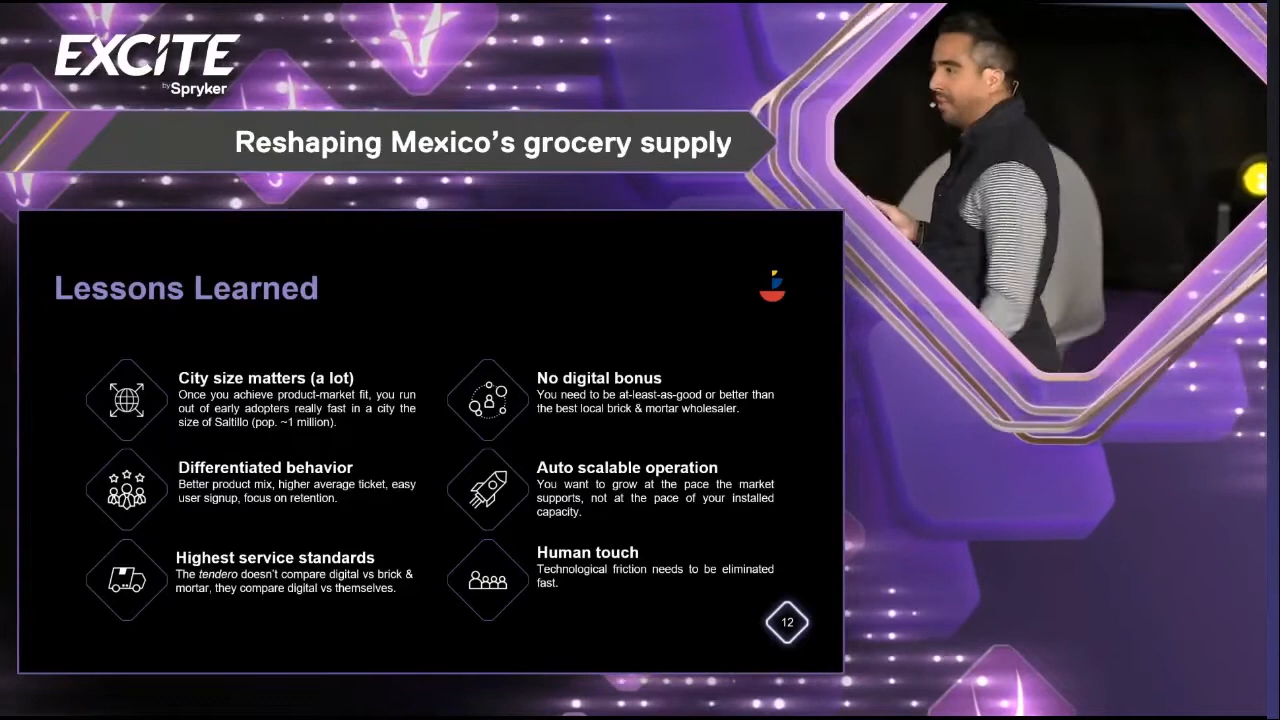 EXCITE
by Spryker
Reshaping Mexico's grocery supply
Lessons Learned
City size matters (a lot)
Once you achieve product-market fit, you run
out of early adopters really fast in a city the
size of Saltillo (pop. ~1 million).
Differentiated behavior
Better product mix, higher average ticket, easy
user signup, focus on retention.
Highest service standards
The tendero doesn't compare digital vs brick &
mortar, they compare digital vs themselves.
No digital bonus
You need to be at-least-as-good or better than
the best local brick & mortar wholesaler.
Auto scalable operation
You want to grow at the pace the market
supports, not at the pace of your installed
capacity.
Human touch
Technological friction needs to be eliminated
fast.
12